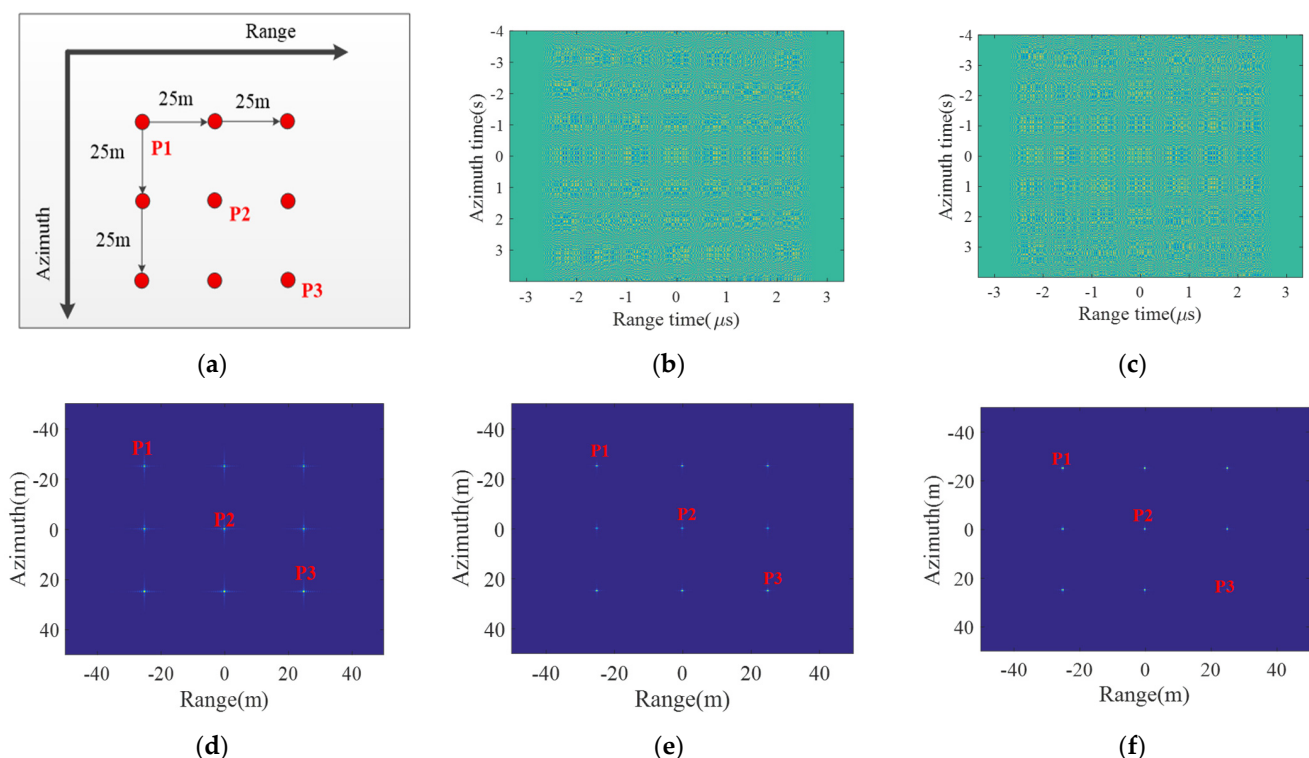 Range
25m
25m
25m
P1
P2
25m
P3
Azimuth
(a)
-4
-3
-2
-1
0
1
2
3
Azimuth time(s)
-3 -2 -1 0 1 2 3
Range time(μs)
(b)
-4
-3
-2
-1
0
1
2
3
Azimuth time(s)
-3 -2 -1 0 1 2 3
Range time(μs)
(c)
-40
-20
0
20
40
Azimuth(m)
P1
P2
P3
-40 -20 0 20 40
Range(m)
(d)
-40
-20
0
20
40
Azimuth(m)
P1
P2
P3
-40 -20 0 20 40
Range(m)
(e)
-40
-20
0
20
40
Azimuth(m)
P1
P2
P3
-40 -20 0 20 40
Range(m)
(f)